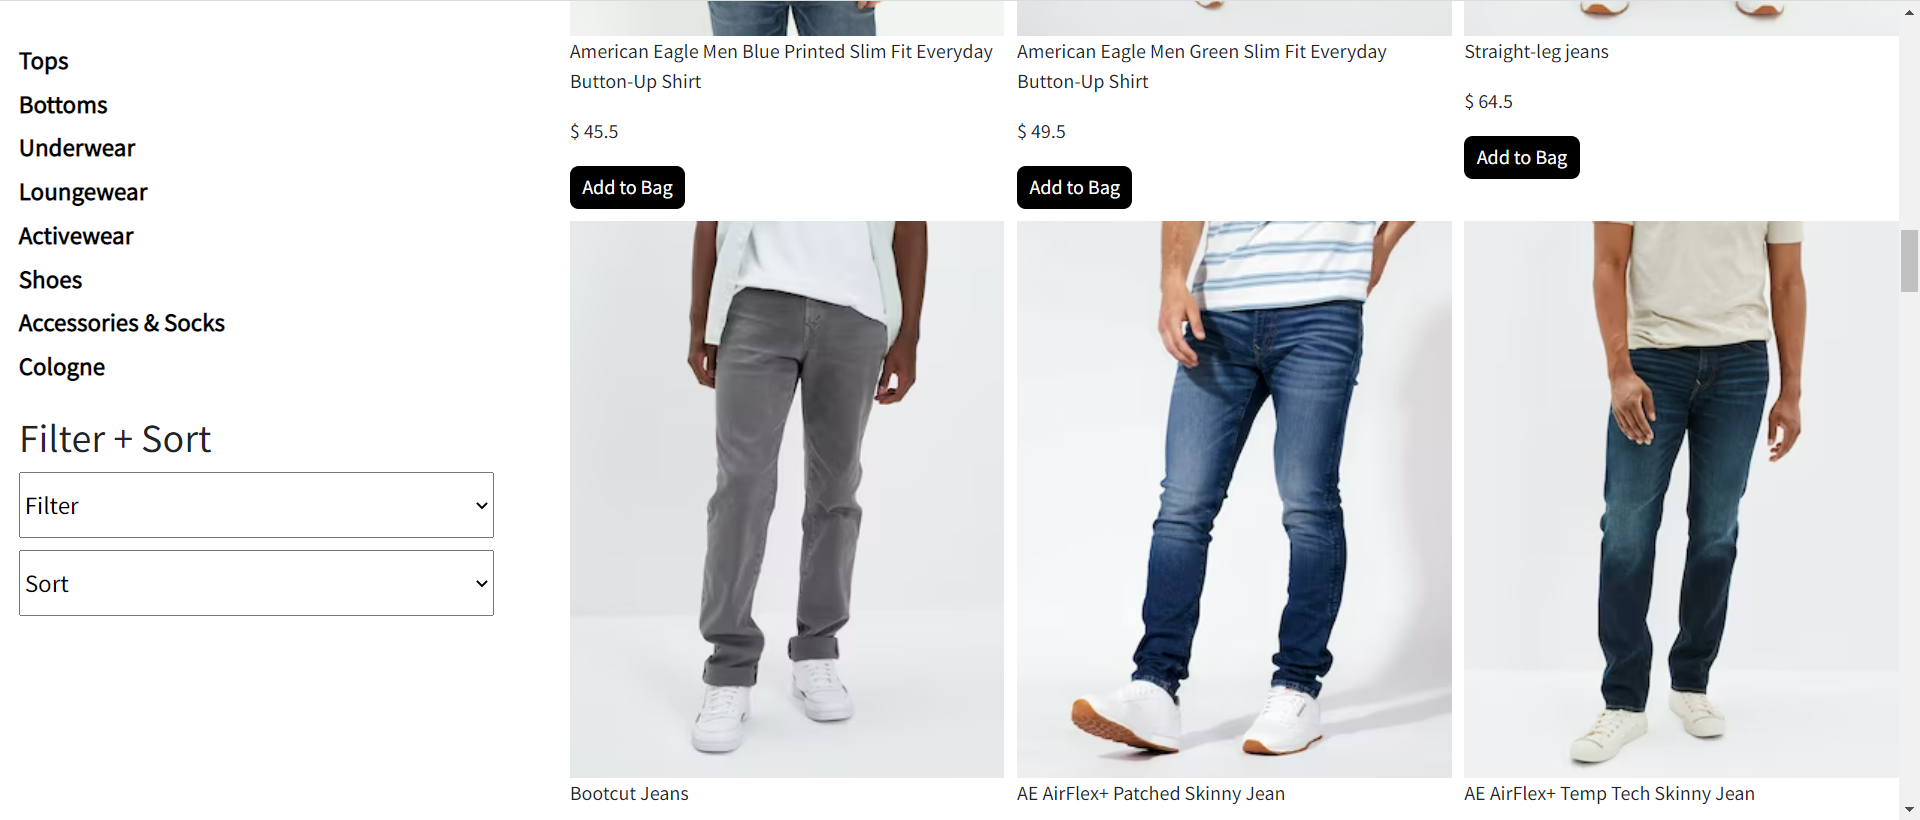 Tops
Bottoms
Underwear
Loungewear
Activewear
Shoes
Accessories & Socks
Cologne
Filter + Sort
Filter
Sort
American Eagle Men Blue Printed Slim Fit Everyday
Button-Up Shirt
$ 45.5
Add to Bag
American Eagle Men Green Slim Fit Everyday
Button-Up Shirt
$ 49.5
Add to Bag
Straight-leg jeans
$ 64.5
Add to Bag
Bootcut Jeans
AE AirFlex+ Patched Skinny Jean
AE AirFlex+ Temp Tech Skinny Jean